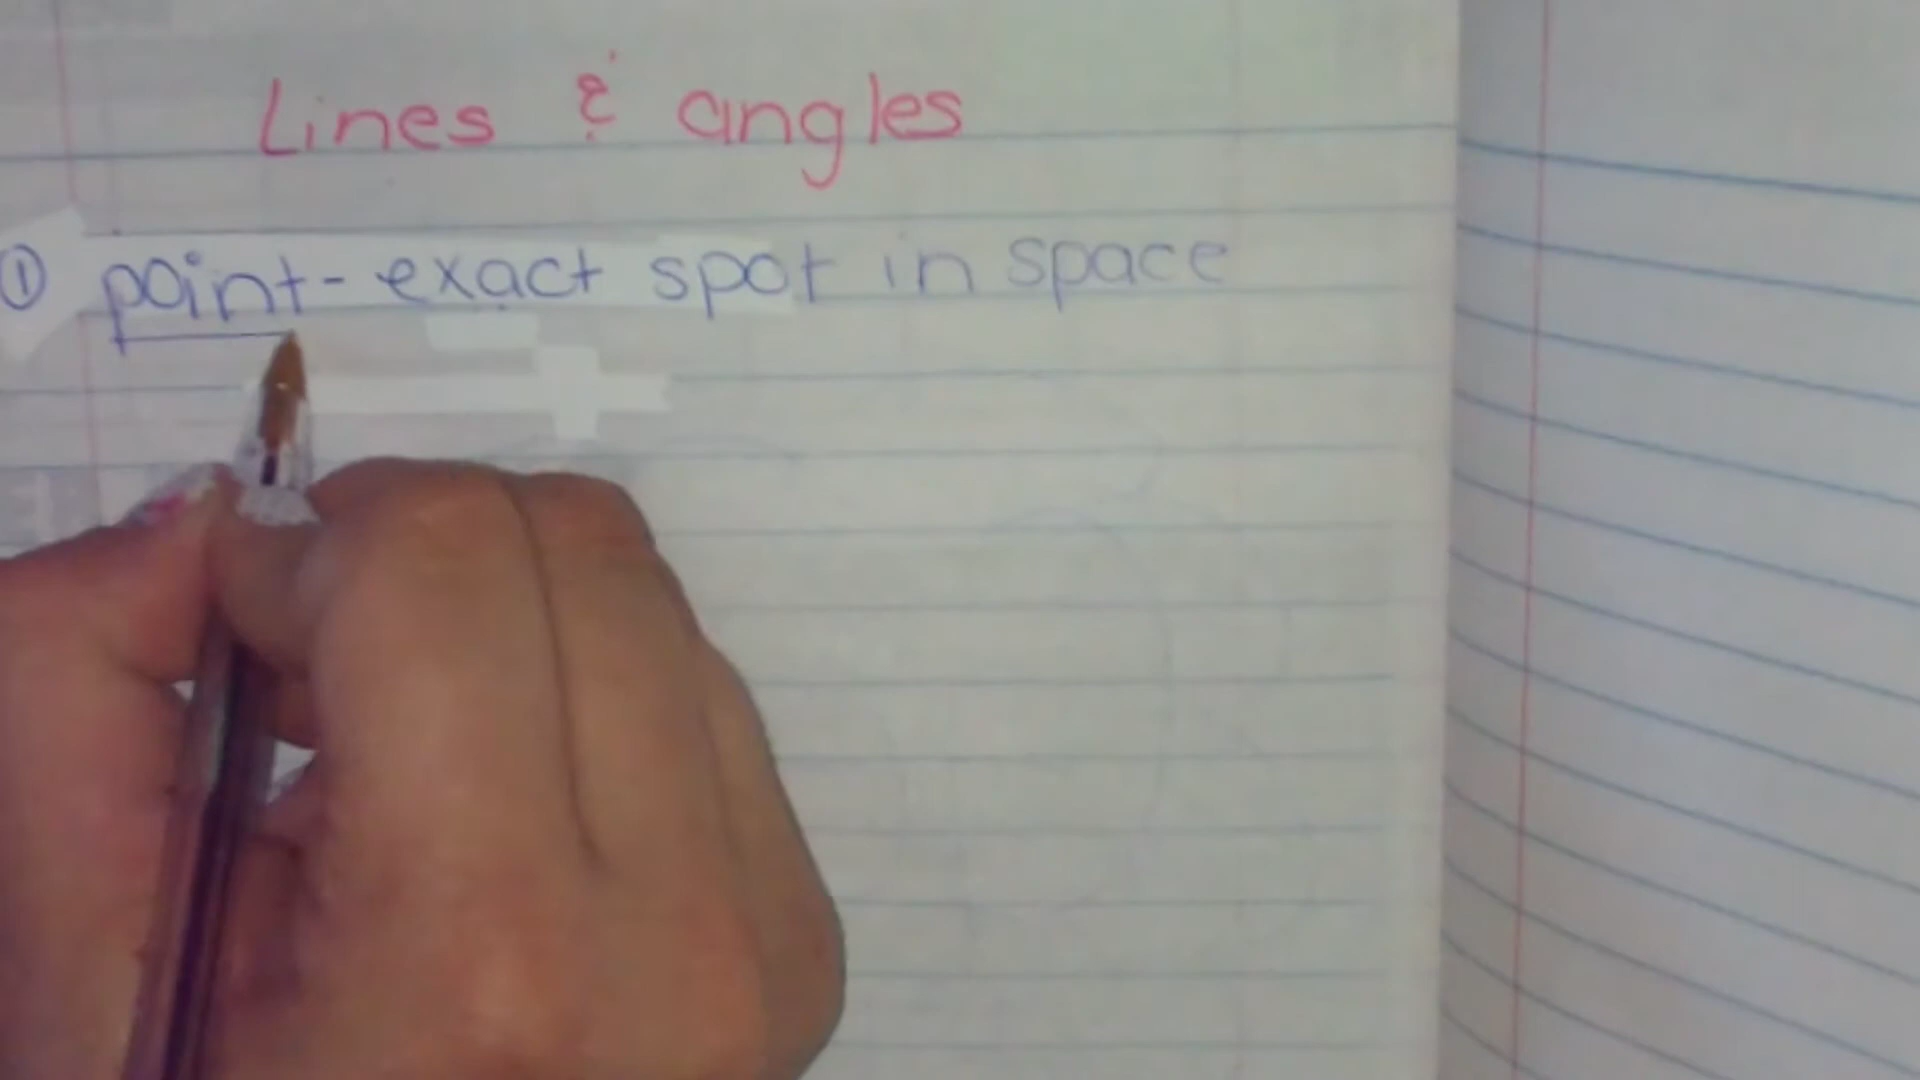 Lines & angles
① point - exact spot in space